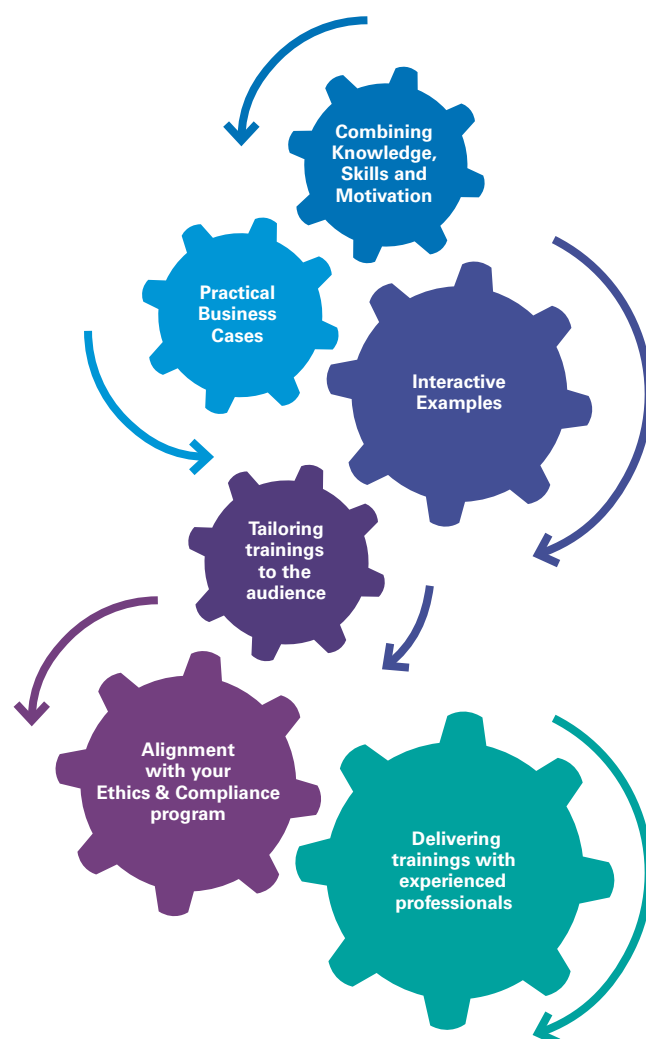 Combining
Knowledge,
Skills and
Motivation
Practical
Business
Cases
Interactive
Examples
Tailoring
trainings
to the
audience
Alignment
with your
Ethics & Compliance
program
Delivering
trainings with
experienced
professionals